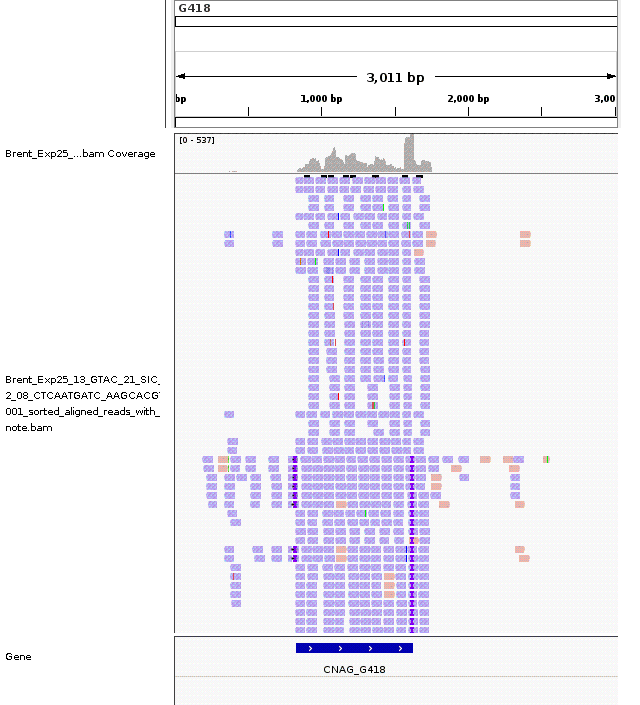 G418
3,011 bp
bp 1,000 bp 2,000 bp 3,00
[0 - 537]
Brent_Exp25_...bam Coverage
Brent_Exp25_13_GTAC_21_SIC_
2_08_CTCAATGATC_AAGCACG
001_sorted_aligned_reads_with_
note.bam
Gene
CNAG_G418